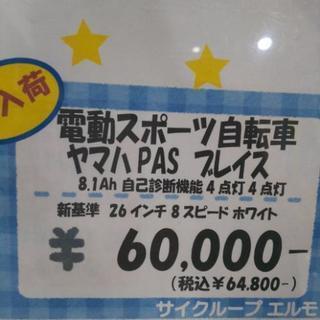 入荷
電動スポーツ自転車
ヤマハPAS ブレイス
8.1Ah 自己診断機能4点灯4点灯
新基準 26インチ8スピード ホワイト
¥60,000-
(税込¥64.800-)
サイクループ エルモ